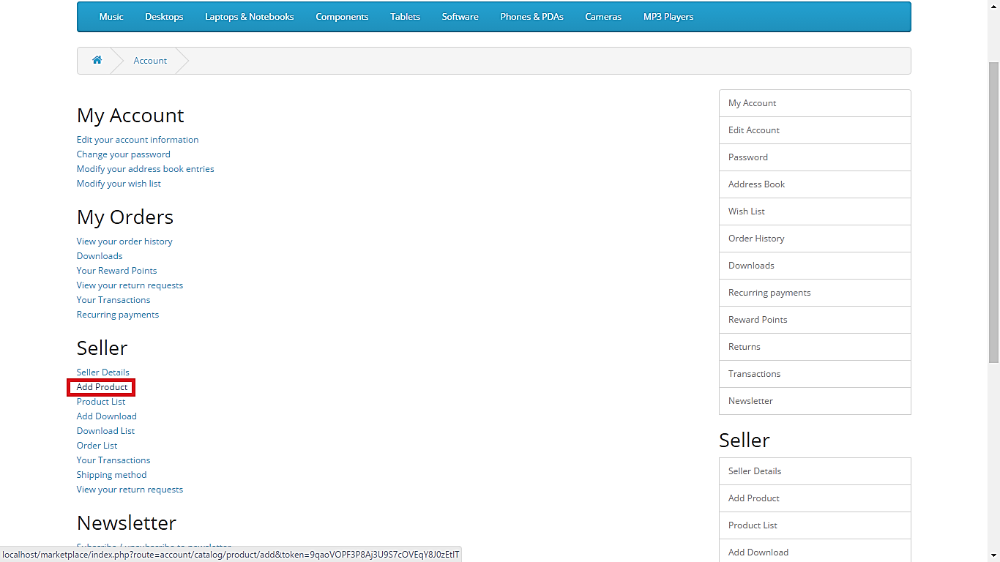 Music Desktops Laptops & Notebooks Components Tablets Software Phones & PDAs Cameras MP3 Players
Account
My Account
Edit your account information
Change your password
Modify your address book entries
Modify your wish list
My Orders
View your order history
Downloads
Your Reward Points
View your return requests
Your Transactions
Recurring payments
Seller
Seller Details
Add Product
Product List
Add Download
Download List
Order List
Your Transactions
Shipping method
View your return requests
Newsletter
Subscribe / unsubscribe to newsletter
My Account
Edit Account
Password
Address Book
Wish List
Order History
Downloads
Recurring payments
Reward Points
Returns
Transactions
Newsletter
Seller
Seller Details
Add Product
Product List
Add Download
localhost/marketplace/index.php?route=account/catalog/product/add&token=9qaoVOPF3P8Aj3U9S7cOVEqY8J0zEtIT